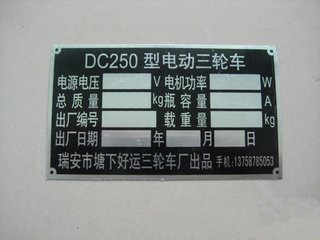 DC250 型电动三轮车
电源电压 V 电机功率 W
总质量 kg 瓶容量 A
出厂编号 载重量 kg
出厂日期 年 月 日
瑞安市塘下好运三轮车厂出品 手机:13758785053